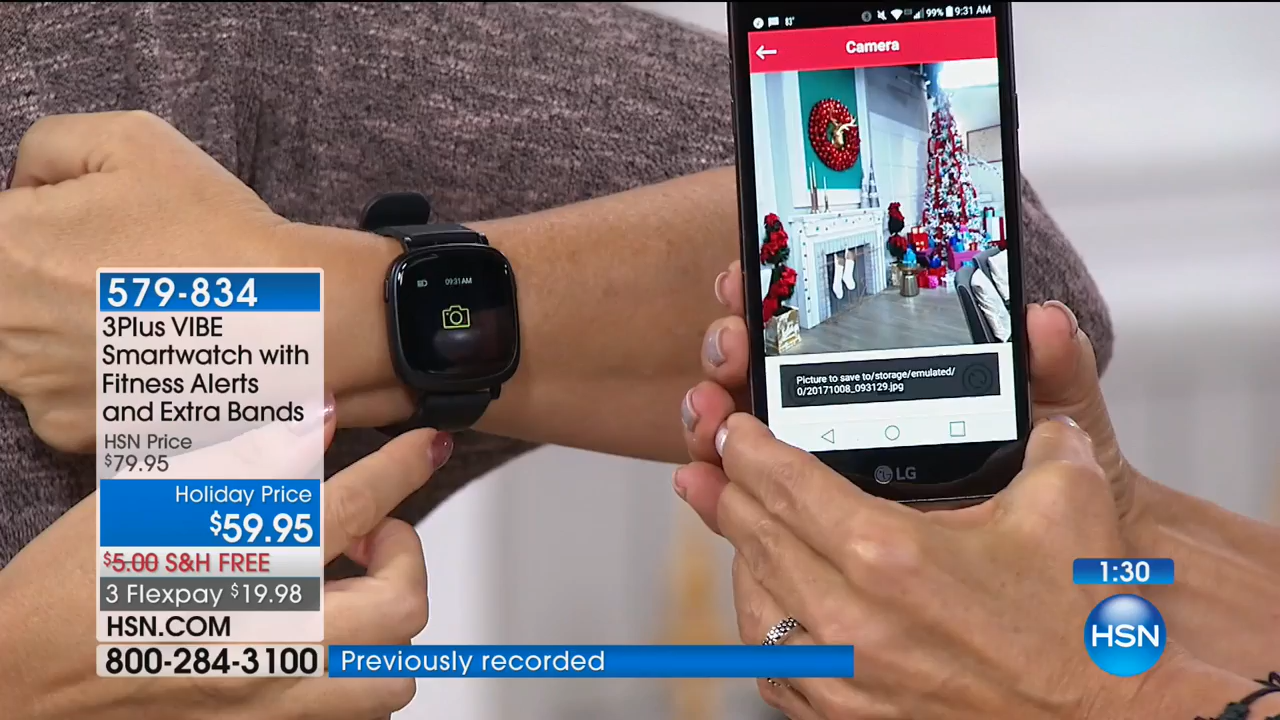 83°
99% 9:31 AM
Camera
Picture to save to/storage/emulated/
0/20171008_093129.jpg
LG
09:31 AM
579-834
3Plus VIBE
Smartwatch with
Fitness Alerts
and Extra Bands
HSN Price
$79.95
Holiday Price
$59.95
$5.00 S&H FREE
3 Flexpay $19.98
HSN.COM
800-284-3100
Previously recorded
1:30
HSN